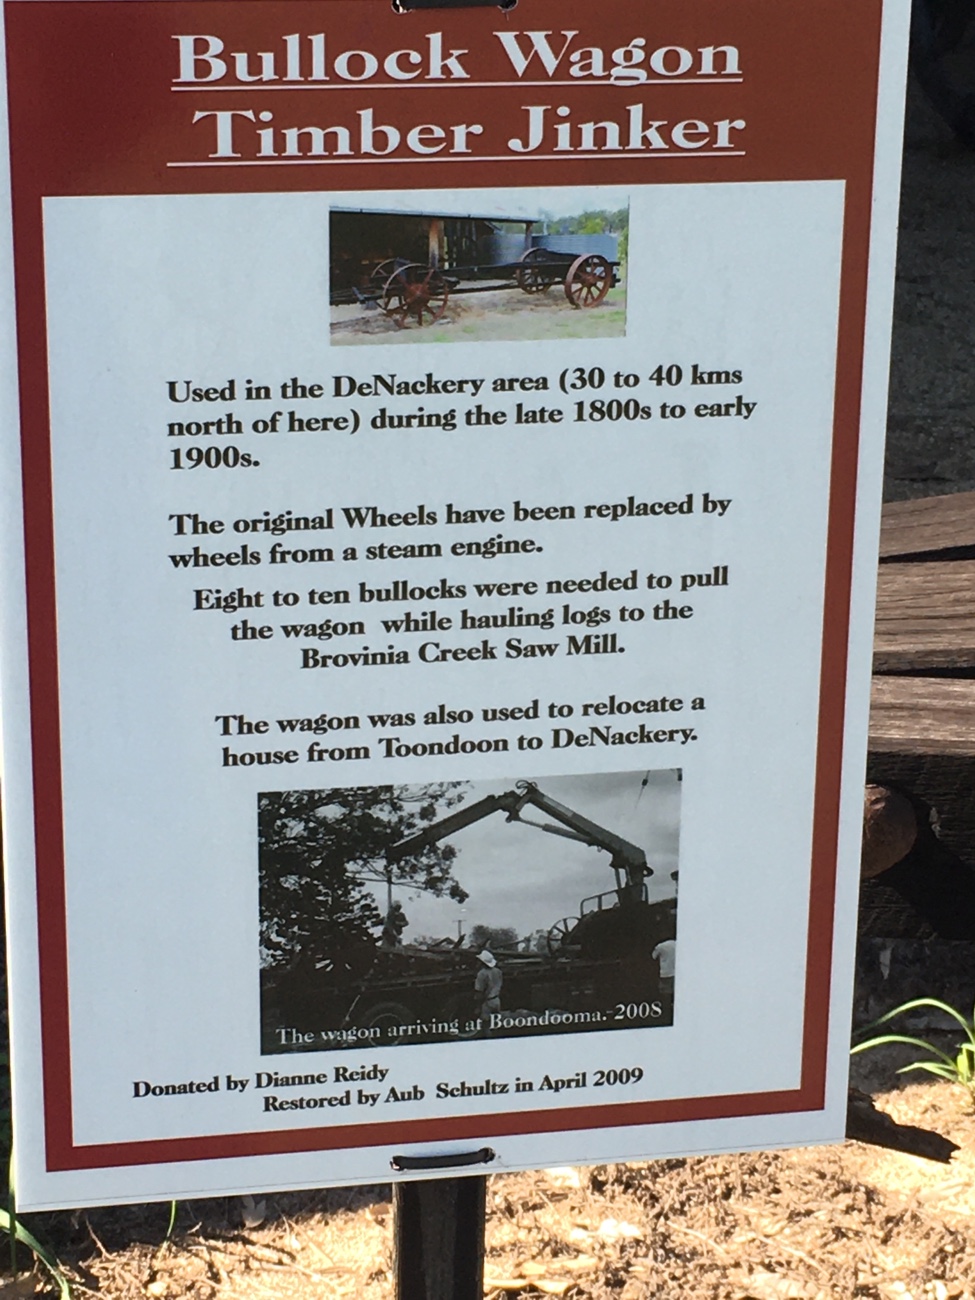 Bullock Wagon
Timber Jinker
Used in the DeNackery area (30 to 40 kms
north of here) during the late 1800s to early
1900s.
The original Wheels have been replaced by
wheels from a steam engine.
Eight to ten bullocks were needed to pull
the wagon while hauling logs to the
Brovinia Creek Saw Mill.
The wagon was also used to relocate a
house from Toondoon to DeNackery.
The wagon arriving at Boondooma.-2008
Donated by Dianne Reidy
Restored by Aub Schultz in April 2009